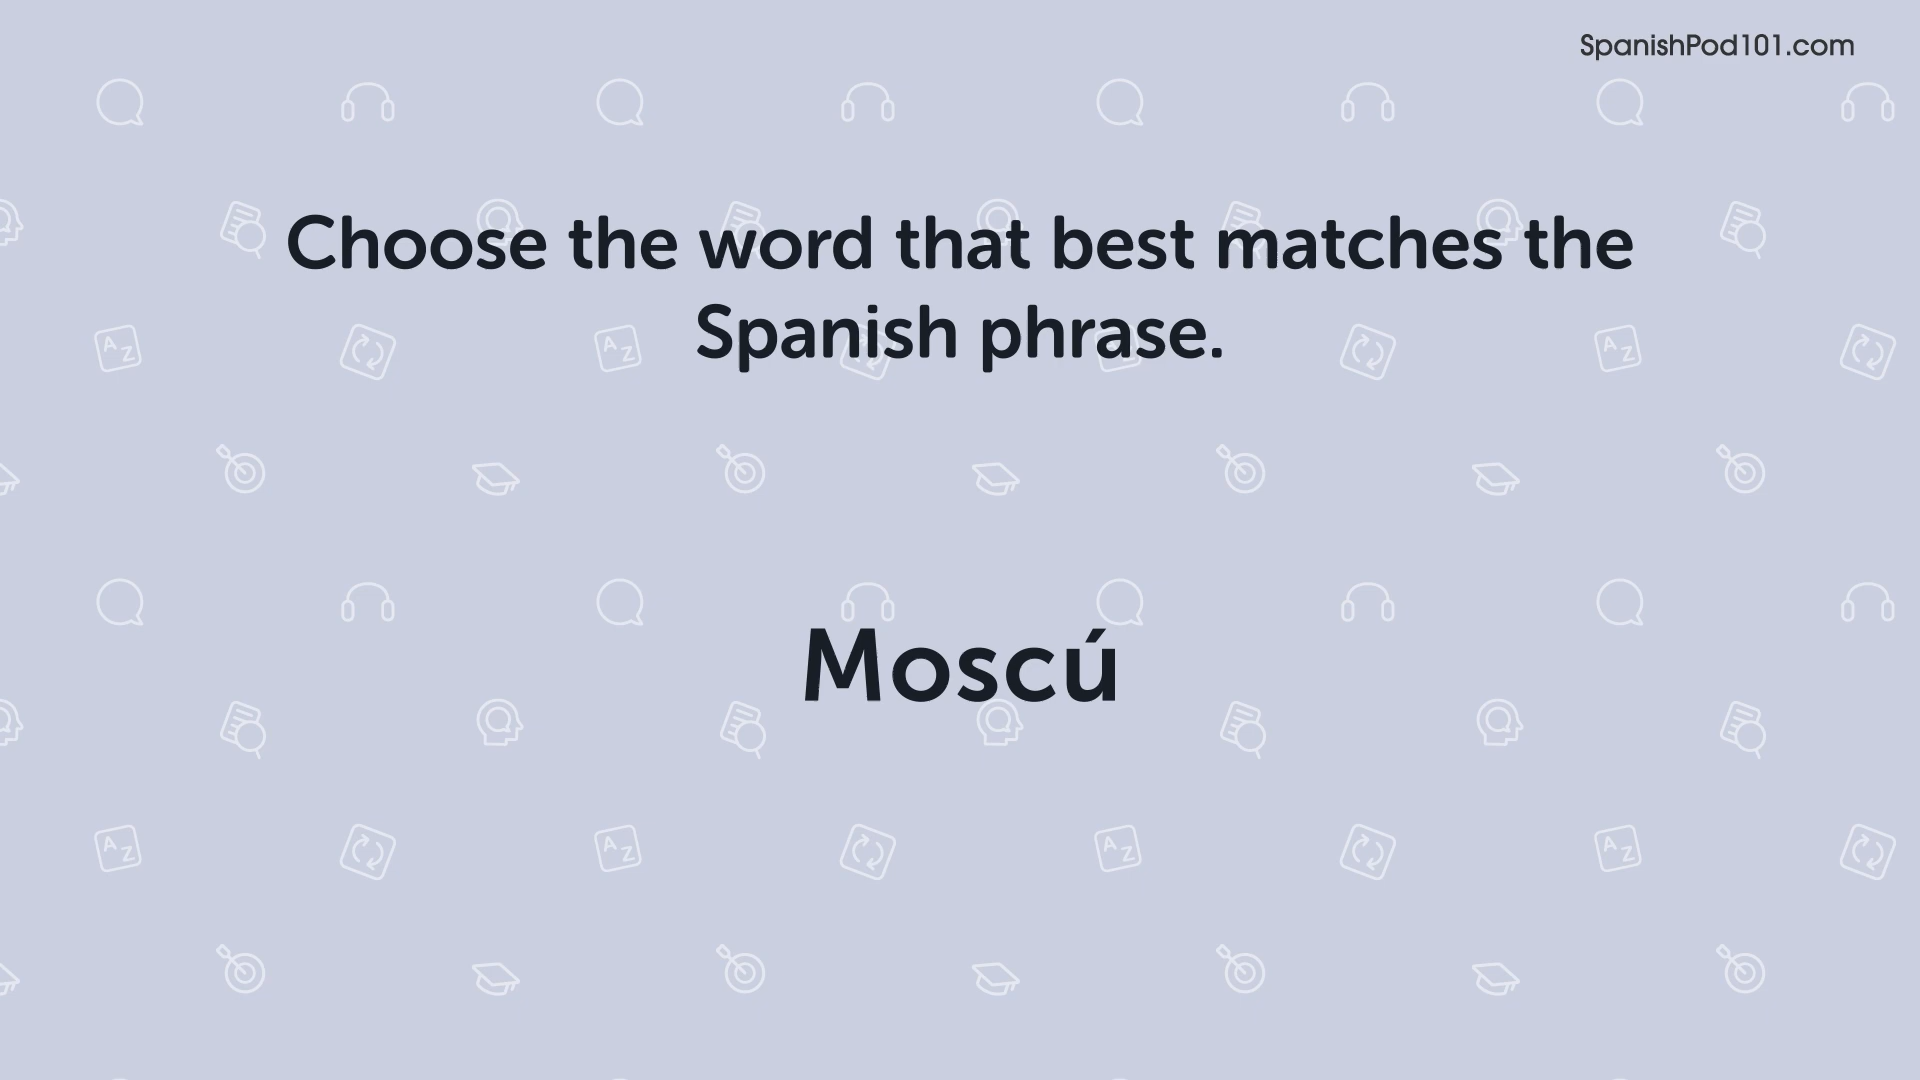 SpanishPod101.com
Choose the word that best matches the
Spanish phrase.
Moscú